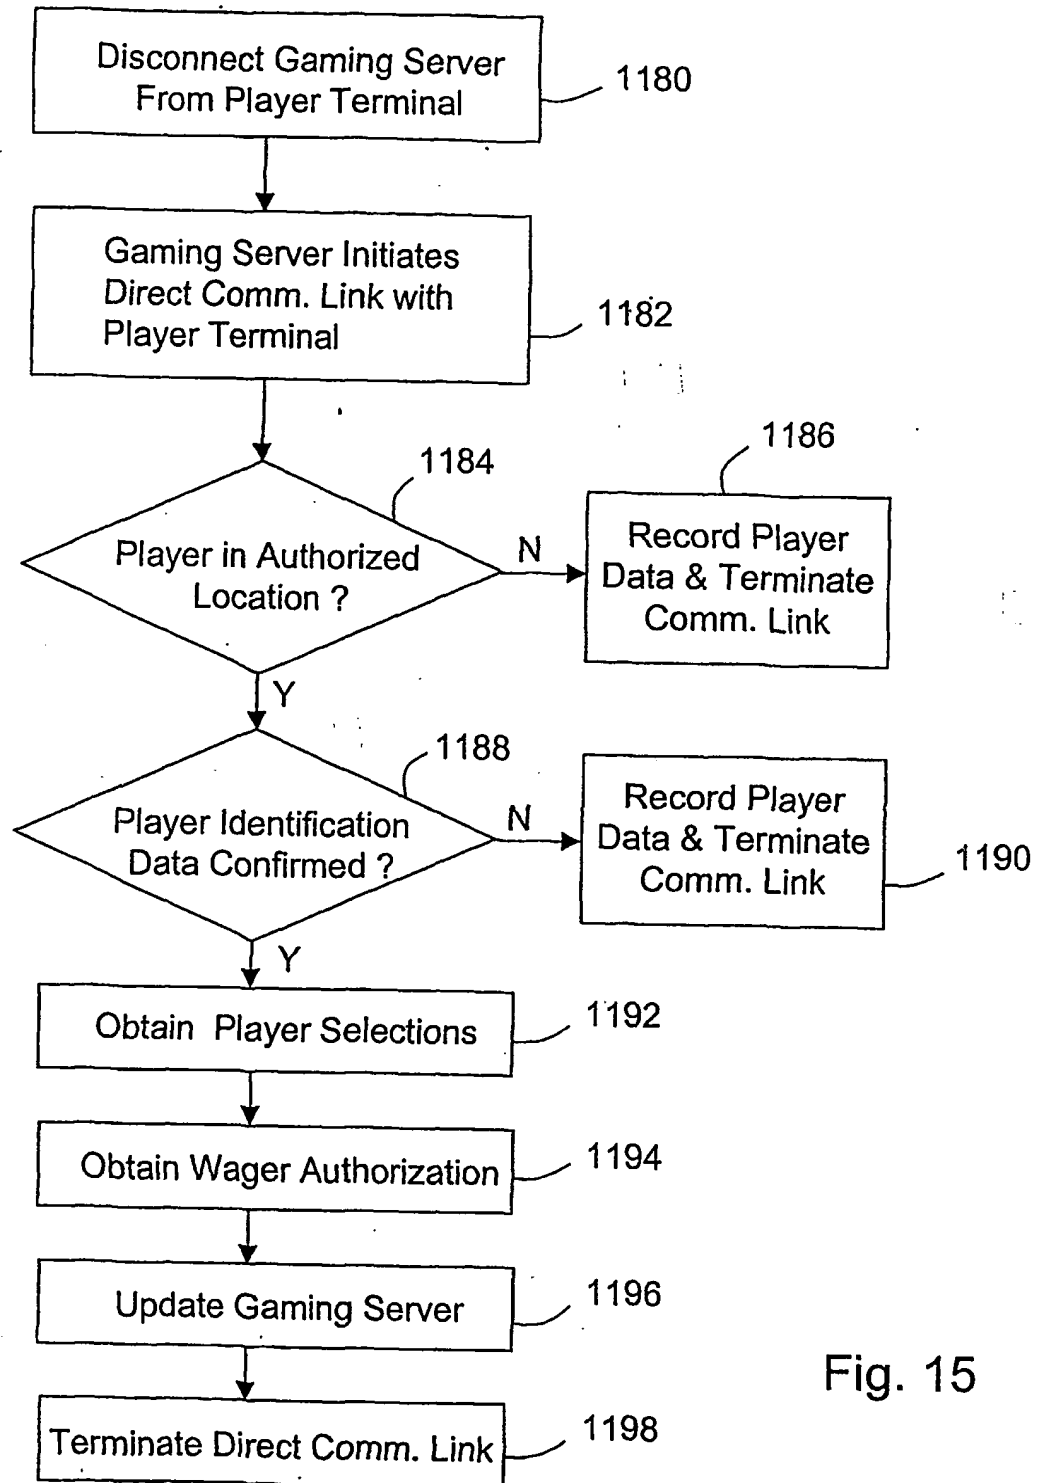 Disconnect Gaming Server
From Player Terminal
1180
Gaming Server Initiates
Direct Comm. Link with
Player Terminal
1182
1184
Player in Authorized
Location ?
N
1186
Record Player
Data & Terminate
Comm. Link
Y
1188
Player Identification
Data Confirmed ?
N
Record Player
Data & Terminate
Comm. Link
1190
Y
Obtain Player Selections
1192
Obtain Wager Authorization
1194
Update Gaming Server
1196
Terminate Direct Comm. Link
1198
Fig. 15